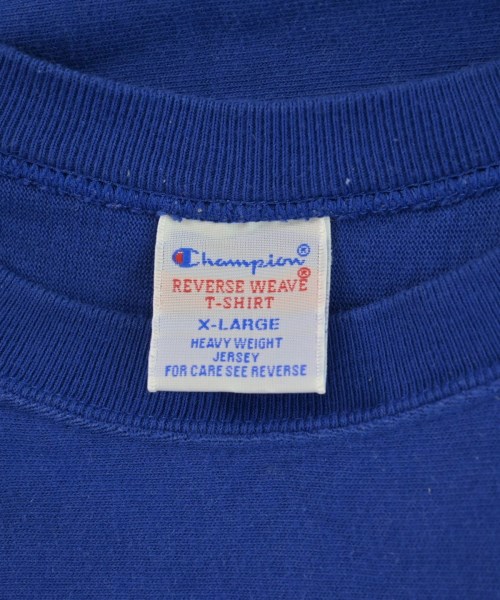 Champion®
REVERSE WEAVE®
T-SHIRT
X-LARGE
HEAVY WEIGHT
JERSEY
FOR CARE SEE REVERSE